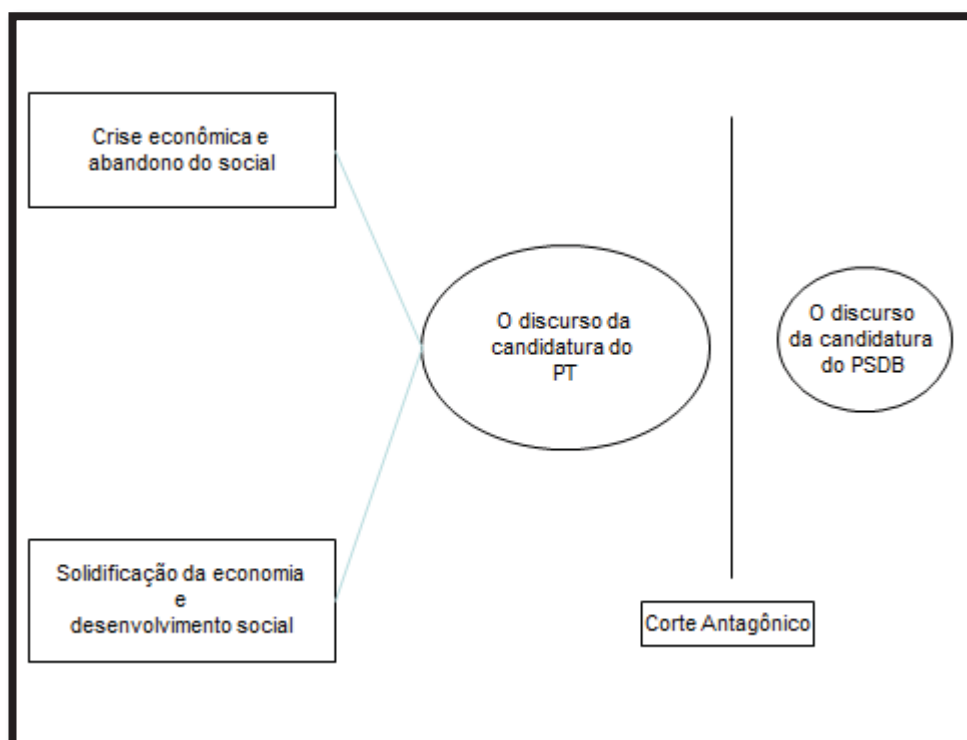 Crise econômica e
abandono do social
O discurso da
candidatura do
PT
O discurso
da candidatura
do PSDB
Solidificação da economia
e
desenvolvimento social
Corte Antagônico